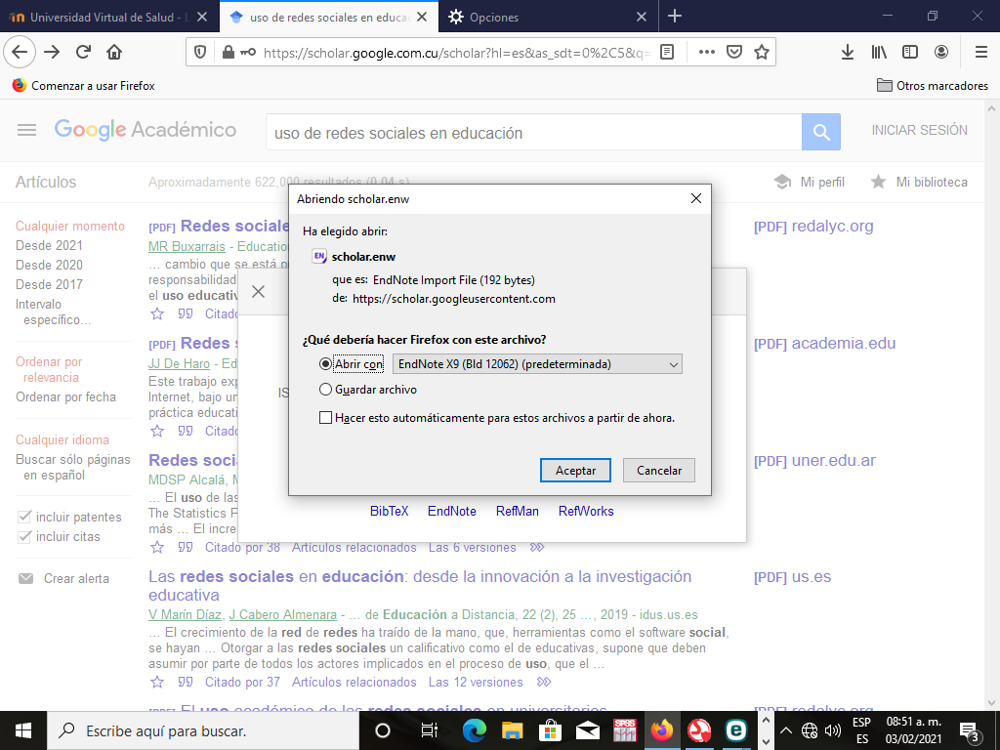 Universidad Virtual de Salud - L
uso de redes sociales en educa
Opciones
https://scholar.google.com.cu/scholar?hl=es&as_sdt=0%2C5&q=
Comenzar a usar Firefox
Otros marcadores
Google Académico
uso de redes sociales en educación
INICIAR SESIÓN
Artículos
Aproximadamente 622,000 resultados (0.04 s)
Mi perfil
Mi biblioteca
Cualquier momento
Desde 2021
Desde 2020
Desde 2017
Intervalo
específico...
Ordenar por
relevancia
Ordenar por fecha
Cualquier idioma
Buscar sólo páginas
en español
incluir patentes
incluir citas
Crear alerta
[PDF] Redes sociale
MR Buxarrais - Education
... cambio que se está p
responsabilidad
el uso educativ
Citado
[PDF] redalyc.org
[PDF] Redes s
JJ De Haro - Ed
Este trabajo exp
Internet, bajo un
práctica educati
Citado
[PDF] academia.edu
Redes soci
MDSP Alcalá, M
... El uso de las
The Statistics P
más ... El incre
Citado por 38 Artículos relacionados Las 6 versiones
[PDF] uner.edu.ar
IS
BibTeX EndNote RefMan RefWorks
Abriendo scholar.enw
Ha elegido abrir:
EN
scholar.enw
que es: EndNote Import File (192 bytes)
de: https://scholar.googleusercontent.com
¿Qué debería hacer Firefox con este archivo?
Abrir con EndNote X9 (Bld 12062) (predeterminada)
Guardar archivo
Hacer esto automáticamente para estos archivos a partir de ahora.
Aceptar Cancelar
Las redes sociales en educación: desde la innovación a la investigación
educativa
V Marín Díaz, J Cabero Almenara - ... de Educación a Distancia, 22 (2), 25 ..., 2019 - idus.us.es
... El crecimiento de la red de redes ha traído de la mano, que, herramientas como el software social,
se hayan ... Otorgar a las redes sociales un calificativo como el de educativas, supone que deben
asumir por parte de todos los actores implicados en el proceso de uso, que el ...
Citado por 37 Artículos relacionados Las 12 versiones
[PDF] us.es
[PDF] El uso académico de las redes sociales en universitarios
[PDF] redalyc.org
Escribe aquí para buscar.
SPSS
ESP
ES
08:51 a. m.
03/02/2021
3